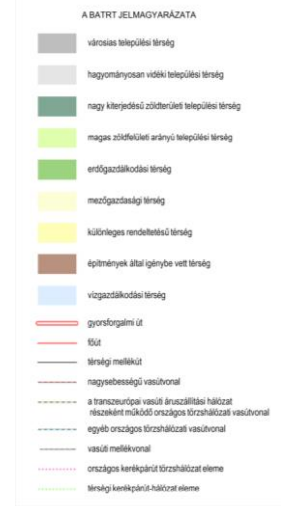 A BATRT JELMAGYARÁZATA
városias települési térség
hagyományosan vidéki települési térség
nagy kiterjedésű zöldterületi települési térség
magas zöldfelületi arányú települési térség
erdőgazdálkodási térség
mezőgazdasági térség
különleges rendeltetésű térség
építmények által igénybe vett térség
vízgazdálkodási térség
gyorsforgalmi út
főút
térségi mellékút
nagysebességű vasútvonal
a transzeurópai vasúti áruszállítási hálózat
részeként működő országos törzshálózati vasútvonal
egyéb országos törzshálózati vasútvonal
vasúti mellékvonal
országos kerékpárút törzshálózat eleme
térségi kerékpárút-hálózat eleme